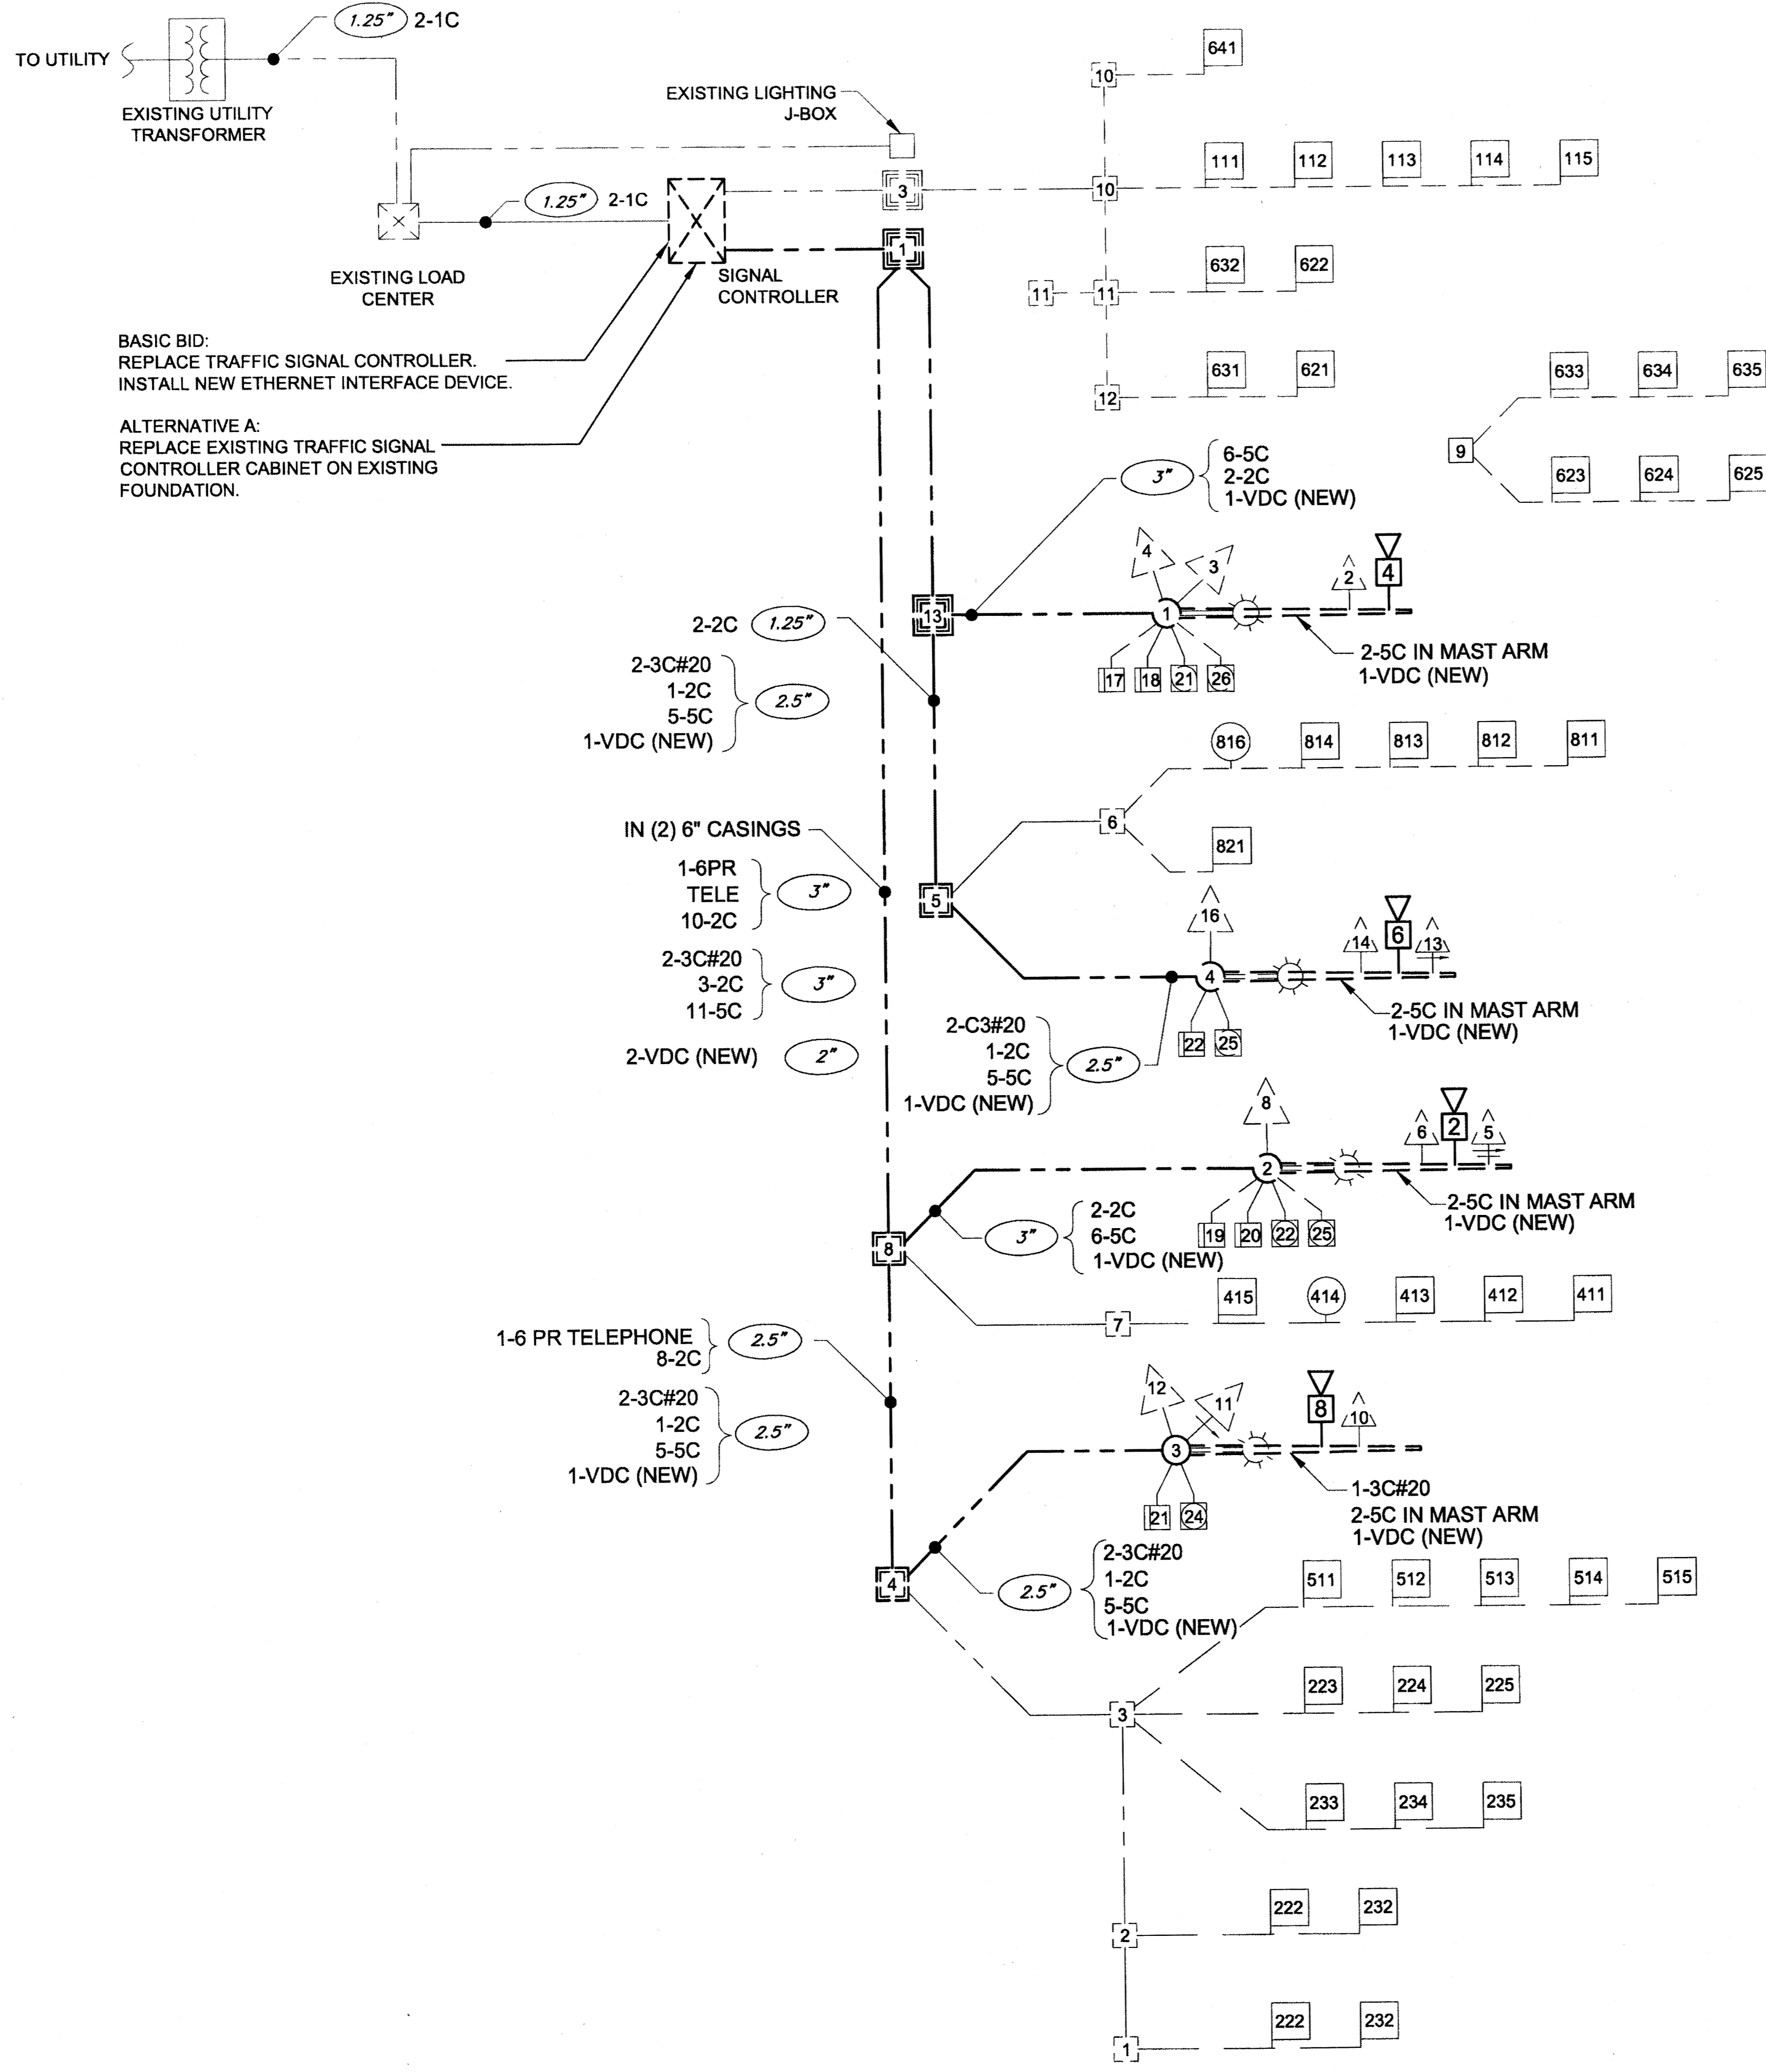 1.25" 2-1C
TO UTILITY
EXISTING UTILITY
TRANSFORMER
EXISTING LIGHTING
J-BOX
641
10
111 112 113 114 115
3
10
1.25" 2-1C
1
EXISTING LOAD
CENTER
SIGNAL
CONTROLLER
632 622
11 11
BASIC BID:
REPLACE TRAFFIC SIGNAL CONTROLLER.
INSTALL NEW ETHERNET INTERFACE DEVICE.
631 621
12
633 634 635
9
623 624 625
ALTERNATIVE A:
REPLACE EXISTING TRAFFIC SIGNAL
CONTROLLER CABINET ON EXISTING
FOUNDATION.
3"
6-5C
2-2C
1-VDC (NEW)
4 3 2 4
13
1
17 18 21 26
2-5C IN MAST ARM
1-VDC (NEW)
2-2C 1.25"
2-3C#20
1-2C
5-5C
1-VDC (NEW)
2.5"
816 814 813 812 811
6
821
IN (2) 6" CASINGS
1-6PR
TELE
10-2C
3"
5
16 14 6 13
4
22 25
2-5C IN MAST ARM
1-VDC (NEW)
2-3C#20
3-2C
11-5C
3"
2-C3#20
1-2C
5-5C
1-VDC (NEW)
2.5"
2-VDC (NEW) 2"
8 6 2 5
2
19 20 22 25
2-5C IN MAST ARM
1-VDC (NEW)
8
3"
2-2C
6-5C
1-VDC (NEW)
415 414 413 412 411
7
1-6 PR TELEPHONE
8-2C
2.5"
2-3C#20
1-2C
5-5C
1-VDC (NEW)
2.5"
12 11 8 10
3
21 24
1-3C#20
2-5C IN MAST ARM
1-VDC (NEW)
4
2.5"
2-3C#20
1-2C
5-5C
1-VDC (NEW)
511 512 513 514 515
223 224 225
3
233 234 235
222 232
2
222 232
1